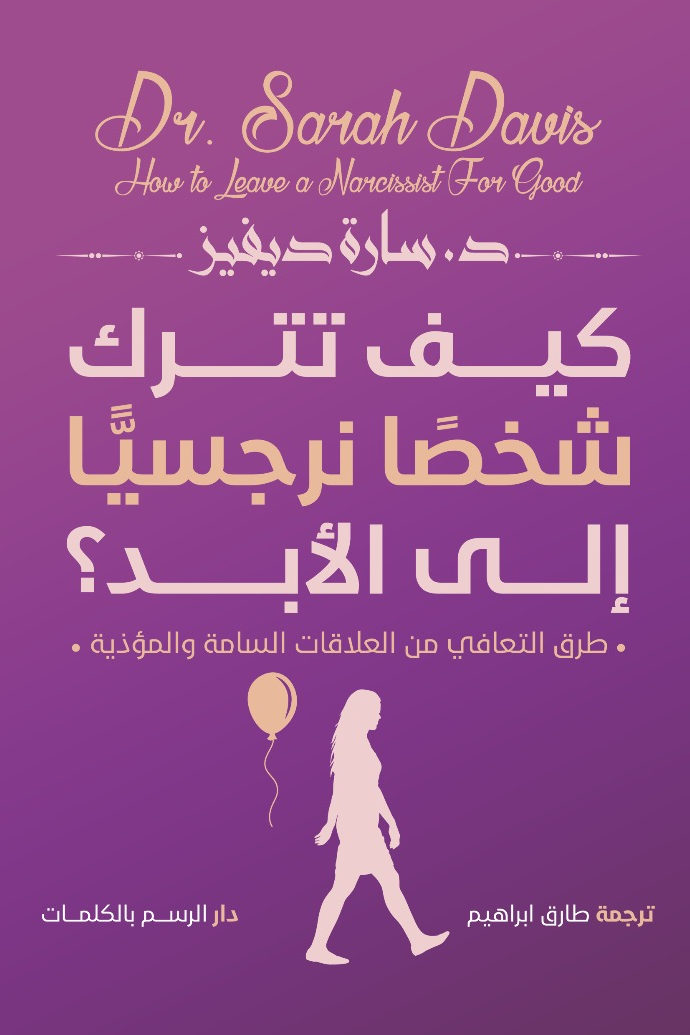 Dr. Sarah Davis
How to Leave a Narcissist For Good
د. سارة ديفيز
كيف تترك
شخصًا نرجسيًّا
إلى الأبد؟
• طرق التعافي من العلاقات السامة والمؤذية •
ترجمة طارق ابراهيم
دار الرسم بالكلمات